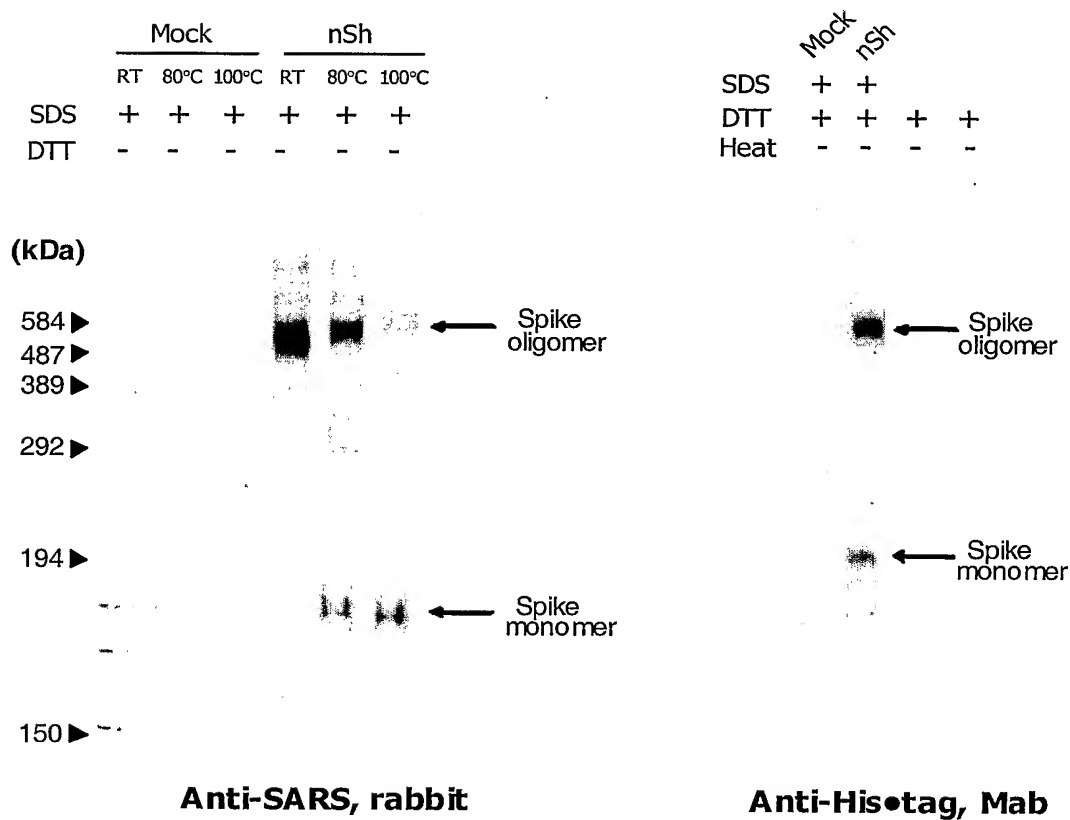 Mock nSh
RT 80°C 100°C RT 80°C 100°C
SDS + + + + + +
DTT - - - - - -
(kDa)
584
487
389
292
194
150
Spike
oligomer
Spike
monomer
Anti-SARS, rabbit
Mock nSh
SDS + +
DTT + + + +
Heat - - - -
Spike
oligomer
Spike
monomer
Anti-His●tag, Mab